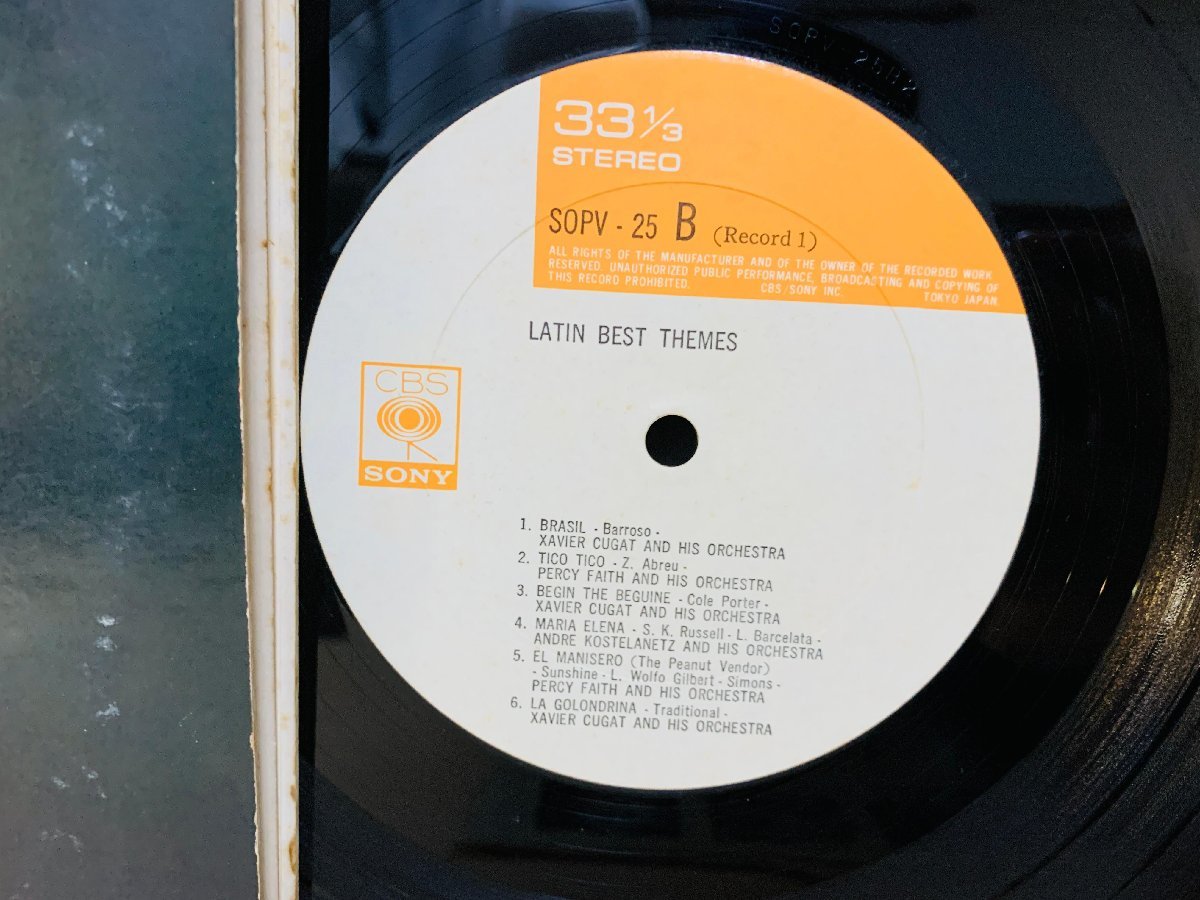 33 1/3
STEREO
SOPV - 25 B (Record 1)
ALL RIGHTS OF THE MANUFACTURER AND OF THE OWNER OF THE RECORDED WORK
RESERVED. UNAUTHORIZED PUBLIC PERFORMANCE, BROADCASTING AND COPYING OF
THIS RECORD PROHIBITED. CBS/SONY INC. TOKYO JAPAN.
LATIN BEST THEMES
CBS
SONY
1. BRASIL - Barroso -
XAVIER CUGAT AND HIS ORCHESTRA
2. TICO TICO - Z. Abreu -
PERCY FAITH AND HIS ORCHESTRA
3. BEGIN THE BEGUINE - Cole Porter -
XAVIER CUGAT AND HIS ORCHESTRA
4. MARIA ELENA - S. K. Russell - L. Barcelata -
ANDRE KOSTELANETZ AND HIS ORCHESTRA
5. EL MANISERO (The Peanut Vendor)
- Sunshine - L. Wolfo Gilbert - Simons -
PERCY FAITH AND HIS ORCHESTRA
6. LA GOLONDRINA - Traditional -
XAVIER CUGAT AND HIS ORCHESTRA